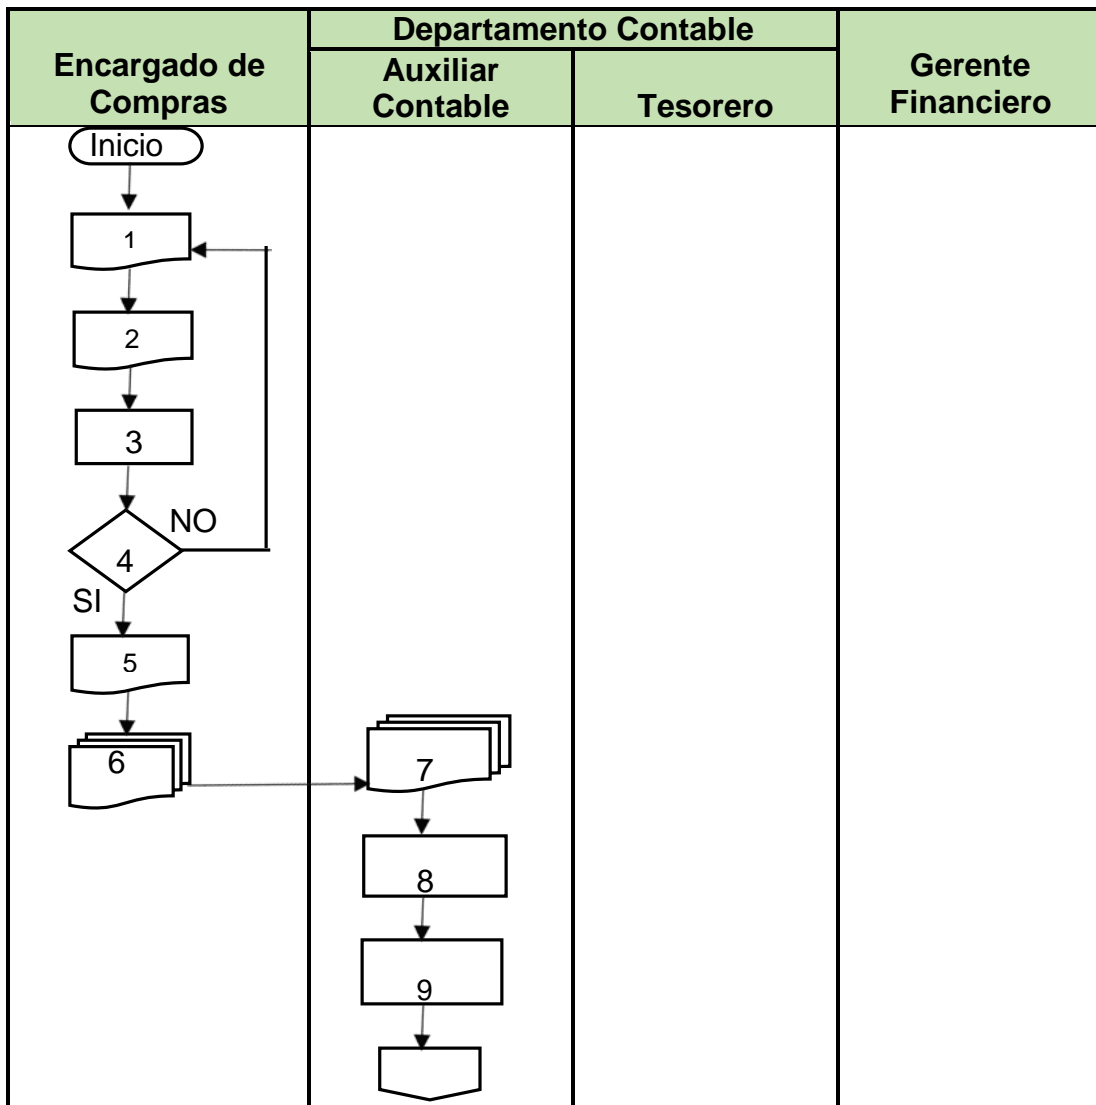 Departamento Contable
Encargado de
Compras
Auxiliar
Contable
Tesorero
Gerente
Financiero
Inicio
1
2
3
NO
4
SI
5
6
7
8
9